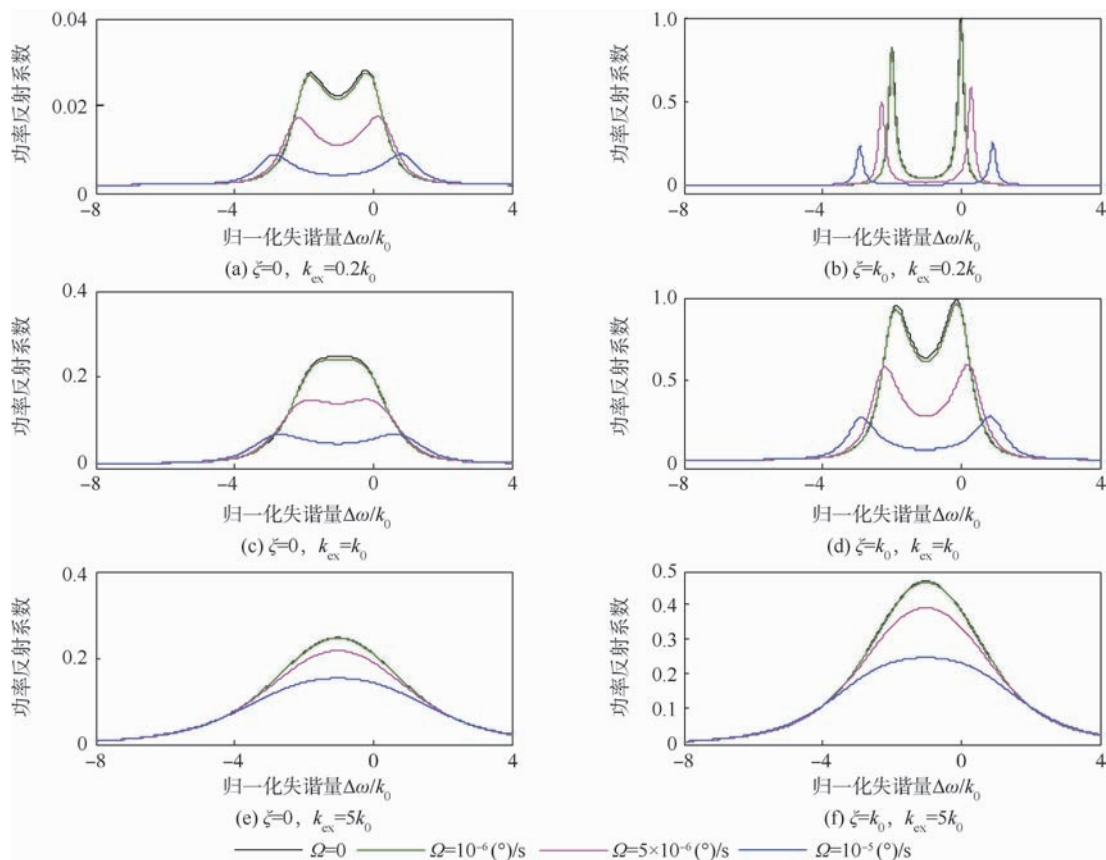 0.04
0.02
0
功率反射系数
-8
-4
0
4
归一化失谐量Δω/k₀
(a) ξ=0，kₑₓ=0.2k₀
1.0
0.5
0
功率反射系数
-8
-4
0
4
归一化失谐量Δω/k₀
(b) ξ=k₀，kₑₓ=0.2k₀
0.4
0.2
0
功率反射系数
-8
-4
0
4
归一化失谐量Δω/k₀
(c) ξ=0，kₑₓ=k₀
1.0
0.5
0
功率反射系数
-8
-4
0
4
归一化失谐量Δω/k₀
(d) ξ=k₀，kₑₓ=k₀
0.4
0.2
0
功率反射系数
-8
-4
0
4
归一化失谐量Δω/k₀
(e) ξ=0，kₑₓ=5k₀
0.5
0.4
0.3
0.2
0.1
0
功率反射系数
-8
-4
0
4
归一化失谐量Δω/k₀
(f) ξ=k₀，kₑₓ=5k₀
Ω=0
Ω=10⁻⁶ (°)/s
Ω=5×10⁻⁶ (°)/s
Ω=10⁻⁵ (°)/s